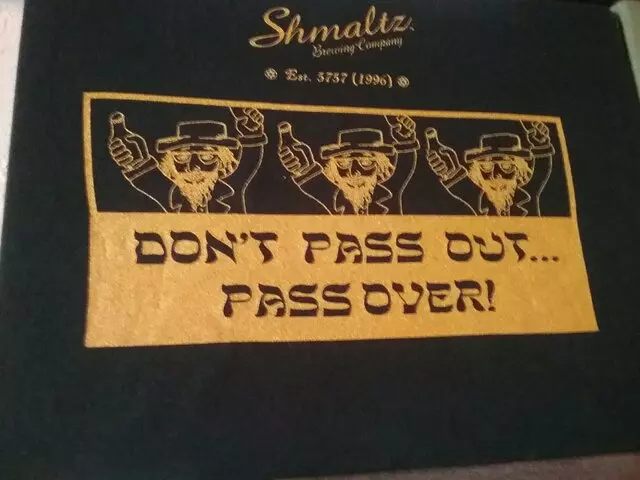 Shmaltz
Brewing Company
✡ Est. 5757 (1996) ✡
DON'T PASS OUT...
PASS OVER!